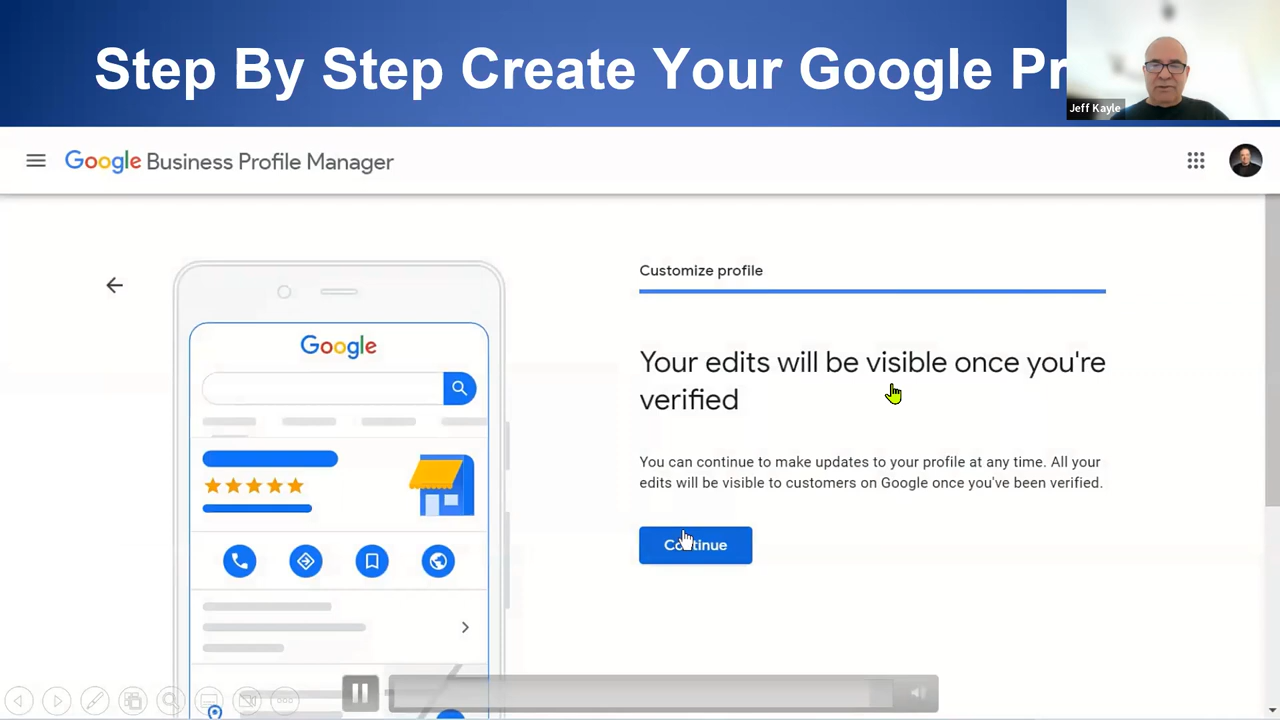 Step By Step Create Your Google Pr
Jeff Kayle
Google Business Profile Manager
Customize profile
Google
Your edits will be visible once you're
verified
You can continue to make updates to your profile at any time. All your
edits will be visible to customers on Google once you've been verified.
Continue